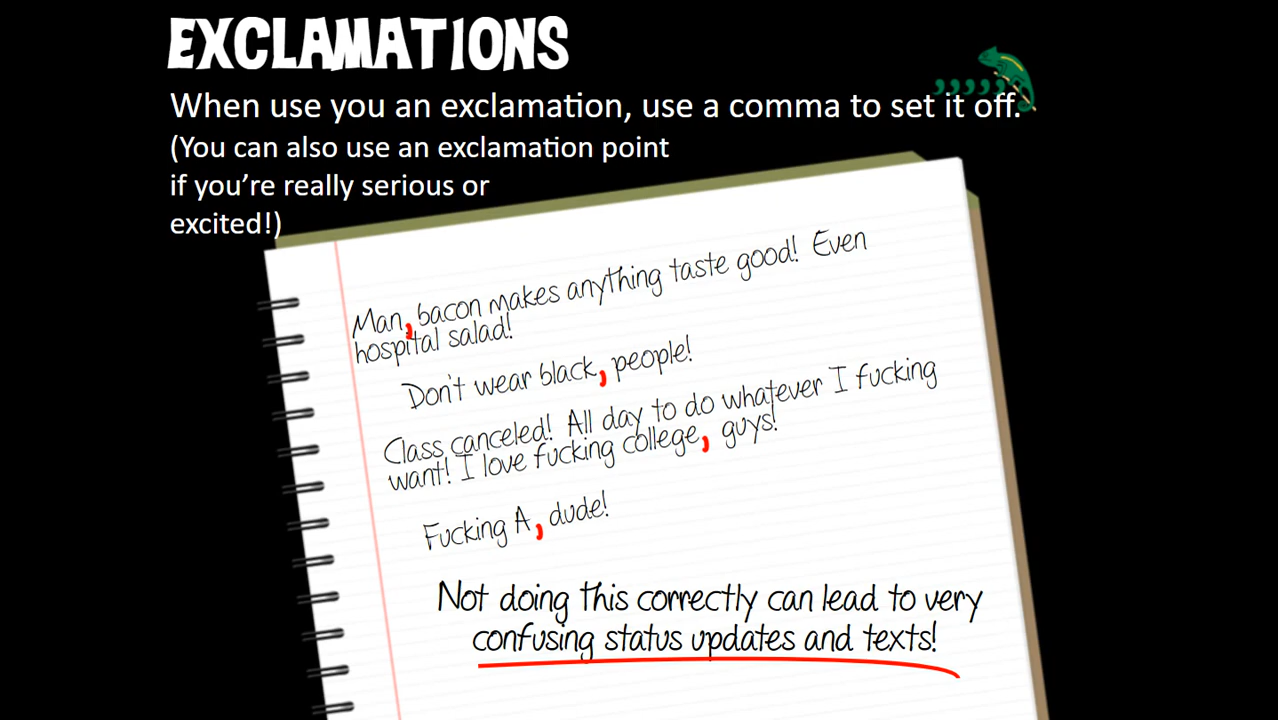 EXCLAMATIONS
When use you an exclamation, use a comma to set it off.
(You can also use an exclamation point
if you’re really serious or
excited!)
Man, bacon makes anything taste good! Even
hospital salad!
Don't wear black, people!
Class canceled! All day to do whatever I fucking
want! I love fucking college, guys!
Fucking A, dude!
Not doing this correctly can lead to very
confusing status updates and texts!